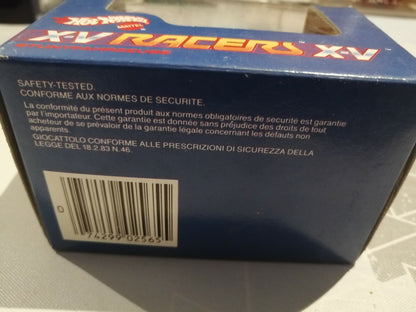 HOT WHEELS
MATTEL
X-V RACERS X-V
SAFETY-TESTED.
CONFORME AUX NORMES DE SECURITE.
La conformité du présent produit aux normes obligatoires de sécurité est garantie
par l'importateur. Cette garantie est donnée sans préjudice des droits de tout
acheteur de se prévaloir de la garantie légale concernant les défauts non
apparents.
GIOCATTOLO CONFORME ALLE PRESCRIZIONI DI SICUREZZA DELLA
LEGGE DEL 18.2.83 N.46.
D
74299 02565